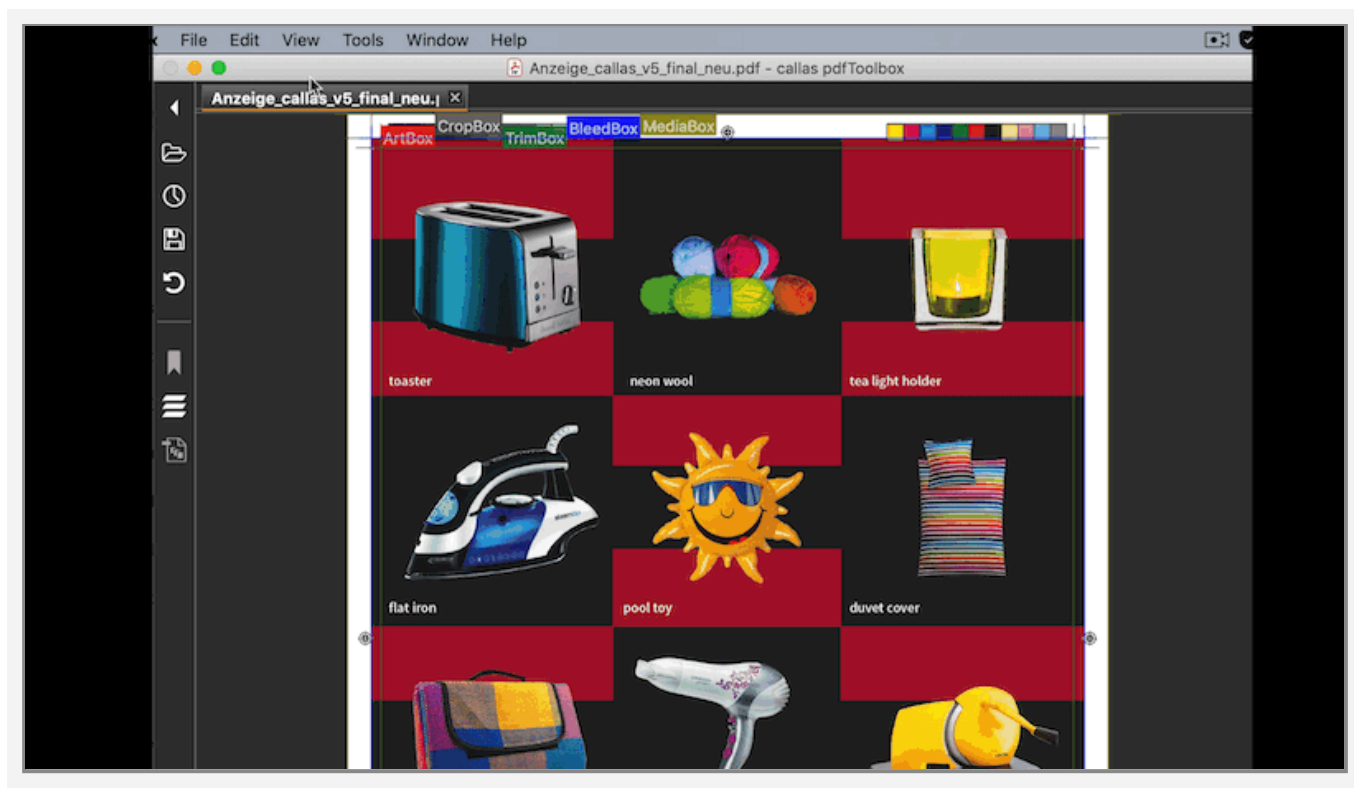 File Edit View Tools Window Help
Anzeige_callas_v5_final_neu.pdf - callas pdfToolbox
Anzeige_callas_v5_final_neu.p
ArtBox CropBox TrimBox BleedBox MediaBox
toaster neon wool tea light holder
flat iron pool toy duvet cover